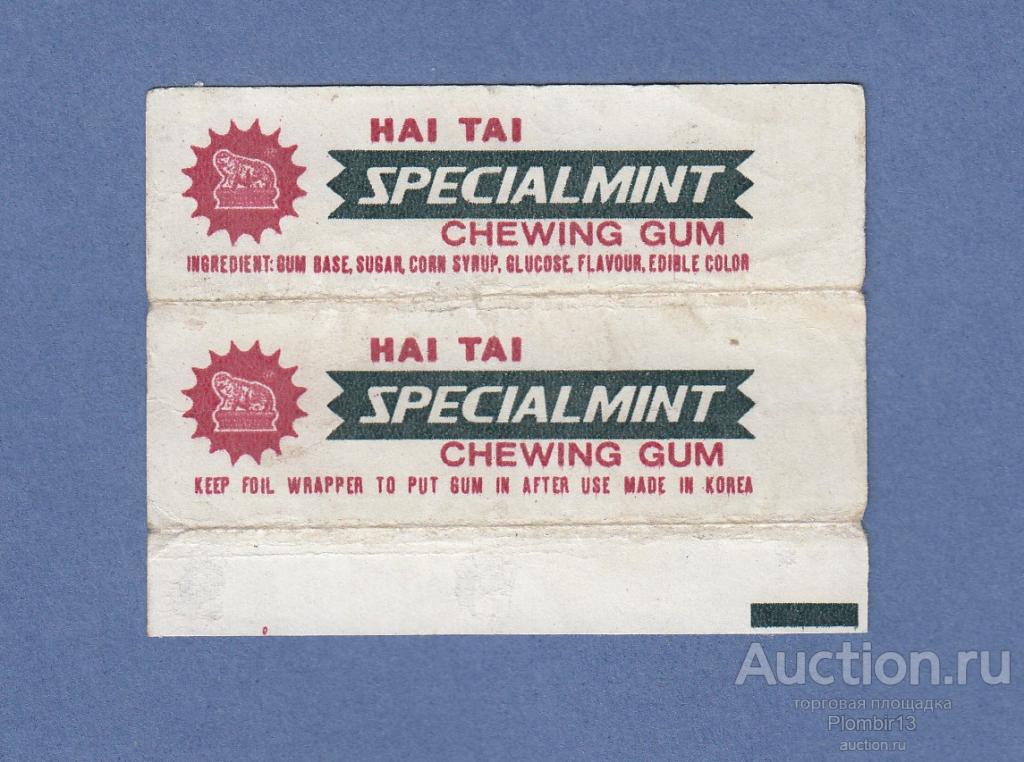 HAI TAI
SPECIALMINT
CHEWING GUM
INGREDIENT: GUM BASE, SUGAR, CORN SYRUP, GLUCOSE, FLAVOUR, EDIBLE COLOR
HAI TAI
SPECIALMINT
CHEWING GUM
KEEP FOIL WRAPPER TO PUT GUM IN AFTER USE MADE IN KOREA
Auction.ru
торговая площадка
Plombir13
auction.ru